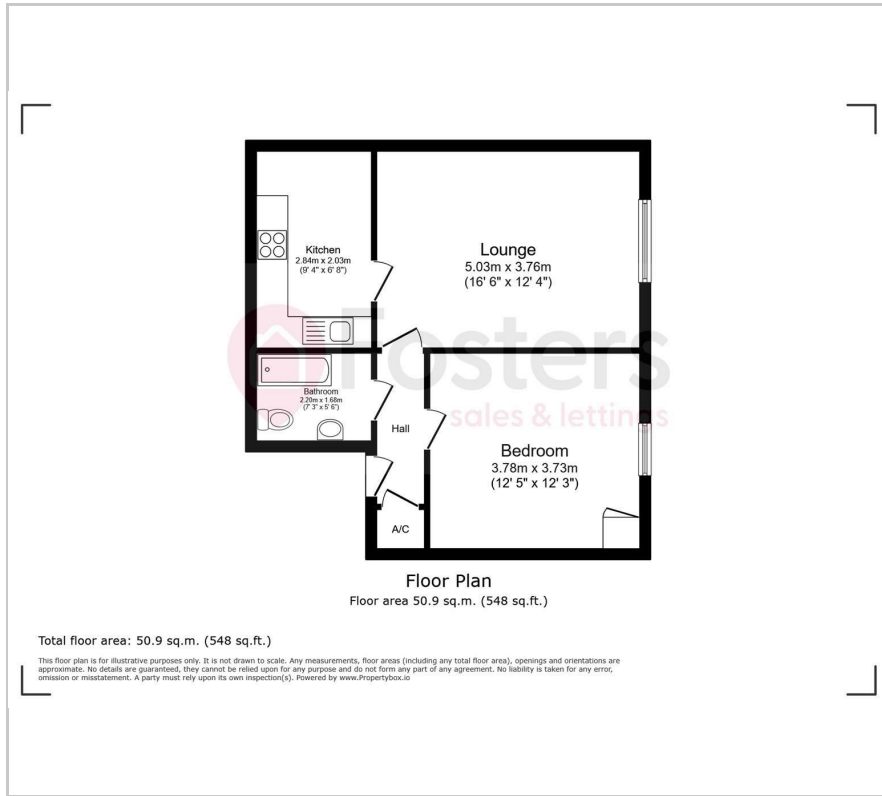 Kitchen
2.84m x 2.03m
(9' 4" x 6' 8")
Lounge
5.03m x 3.76m
(16' 6" x 12' 4")
Fosters
sales & lettings
Bathroom
2.20m x 1.68m
(7' 3" x 5' 6")
Hall
Bedroom
3.78m x 3.73m
(12' 5" x 12' 3")
A/C
Floor Plan
Floor area 50.9 sq.m. (548 sq.ft.)
Total floor area: 50.9 sq.m. (548 sq.ft.)
This floor plan is for illustrative purposes only. It is not drawn to scale. Any measurements, floor areas (including any total floor area), openings and orientations are
approximate. No details are guaranteed, they cannot be relied upon for any purpose and do not form any part of any agreement. No liability is taken for any error,
omission or misstatement. A party must rely upon its own inspection(s). Powered by www.Propertybox.io